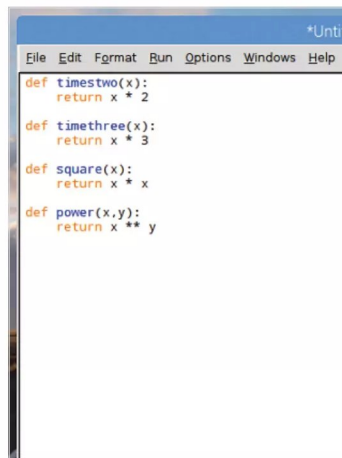 *Unti
File Edit Format Run Options Windows Help
def timestwo(x):
    return x * 2
def timethree(x):
    return x * 3
def square(x):
    return x * x
def power(x,y):
    return x ** y